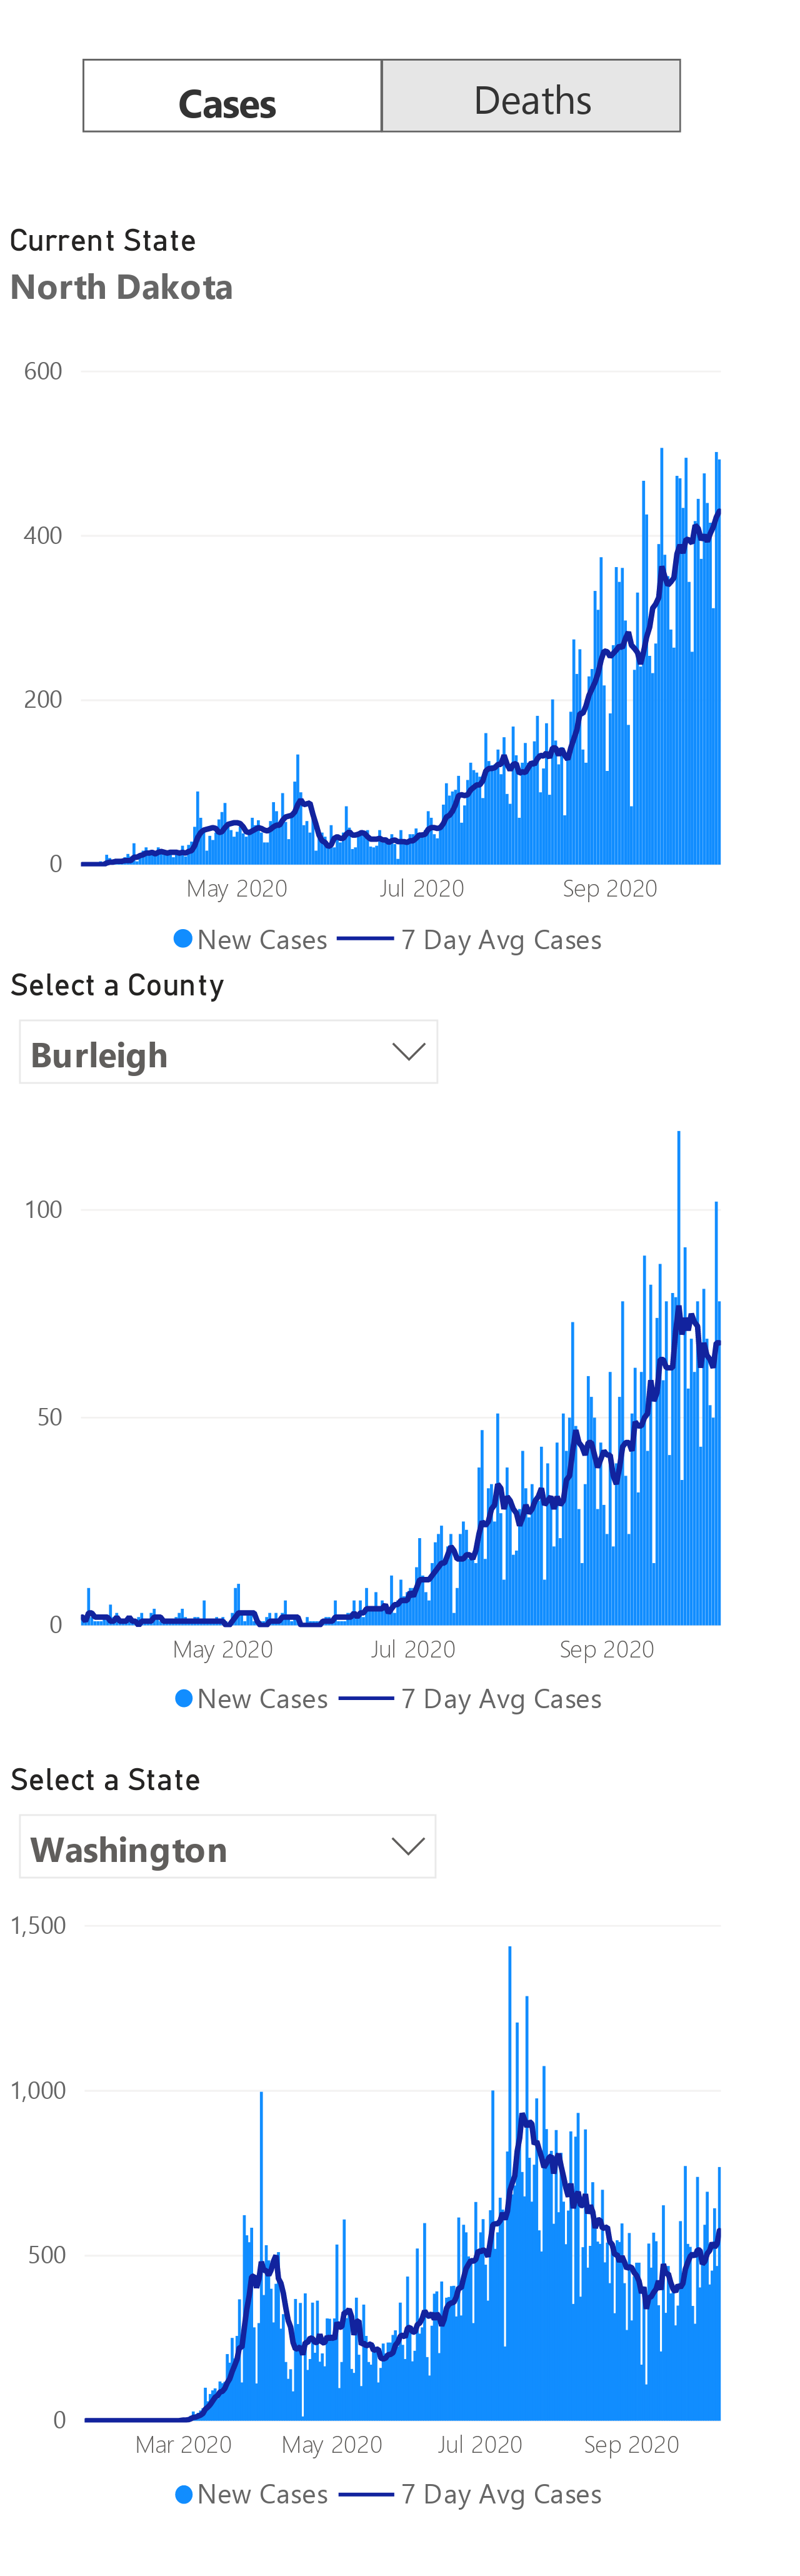 Cases Deaths
Current State
North Dakota
600
400
200
0
May 2020 Jul 2020 Sep 2020
New Cases 7 Day Avg Cases
Select a County
Burleigh
100
50
0
May 2020 Jul 2020 Sep 2020
New Cases 7 Day Avg Cases
Select a State
Washington
1,500
1,000
500
0
Mar 2020 May 2020 Jul 2020 Sep 2020
New Cases 7 Day Avg Cases